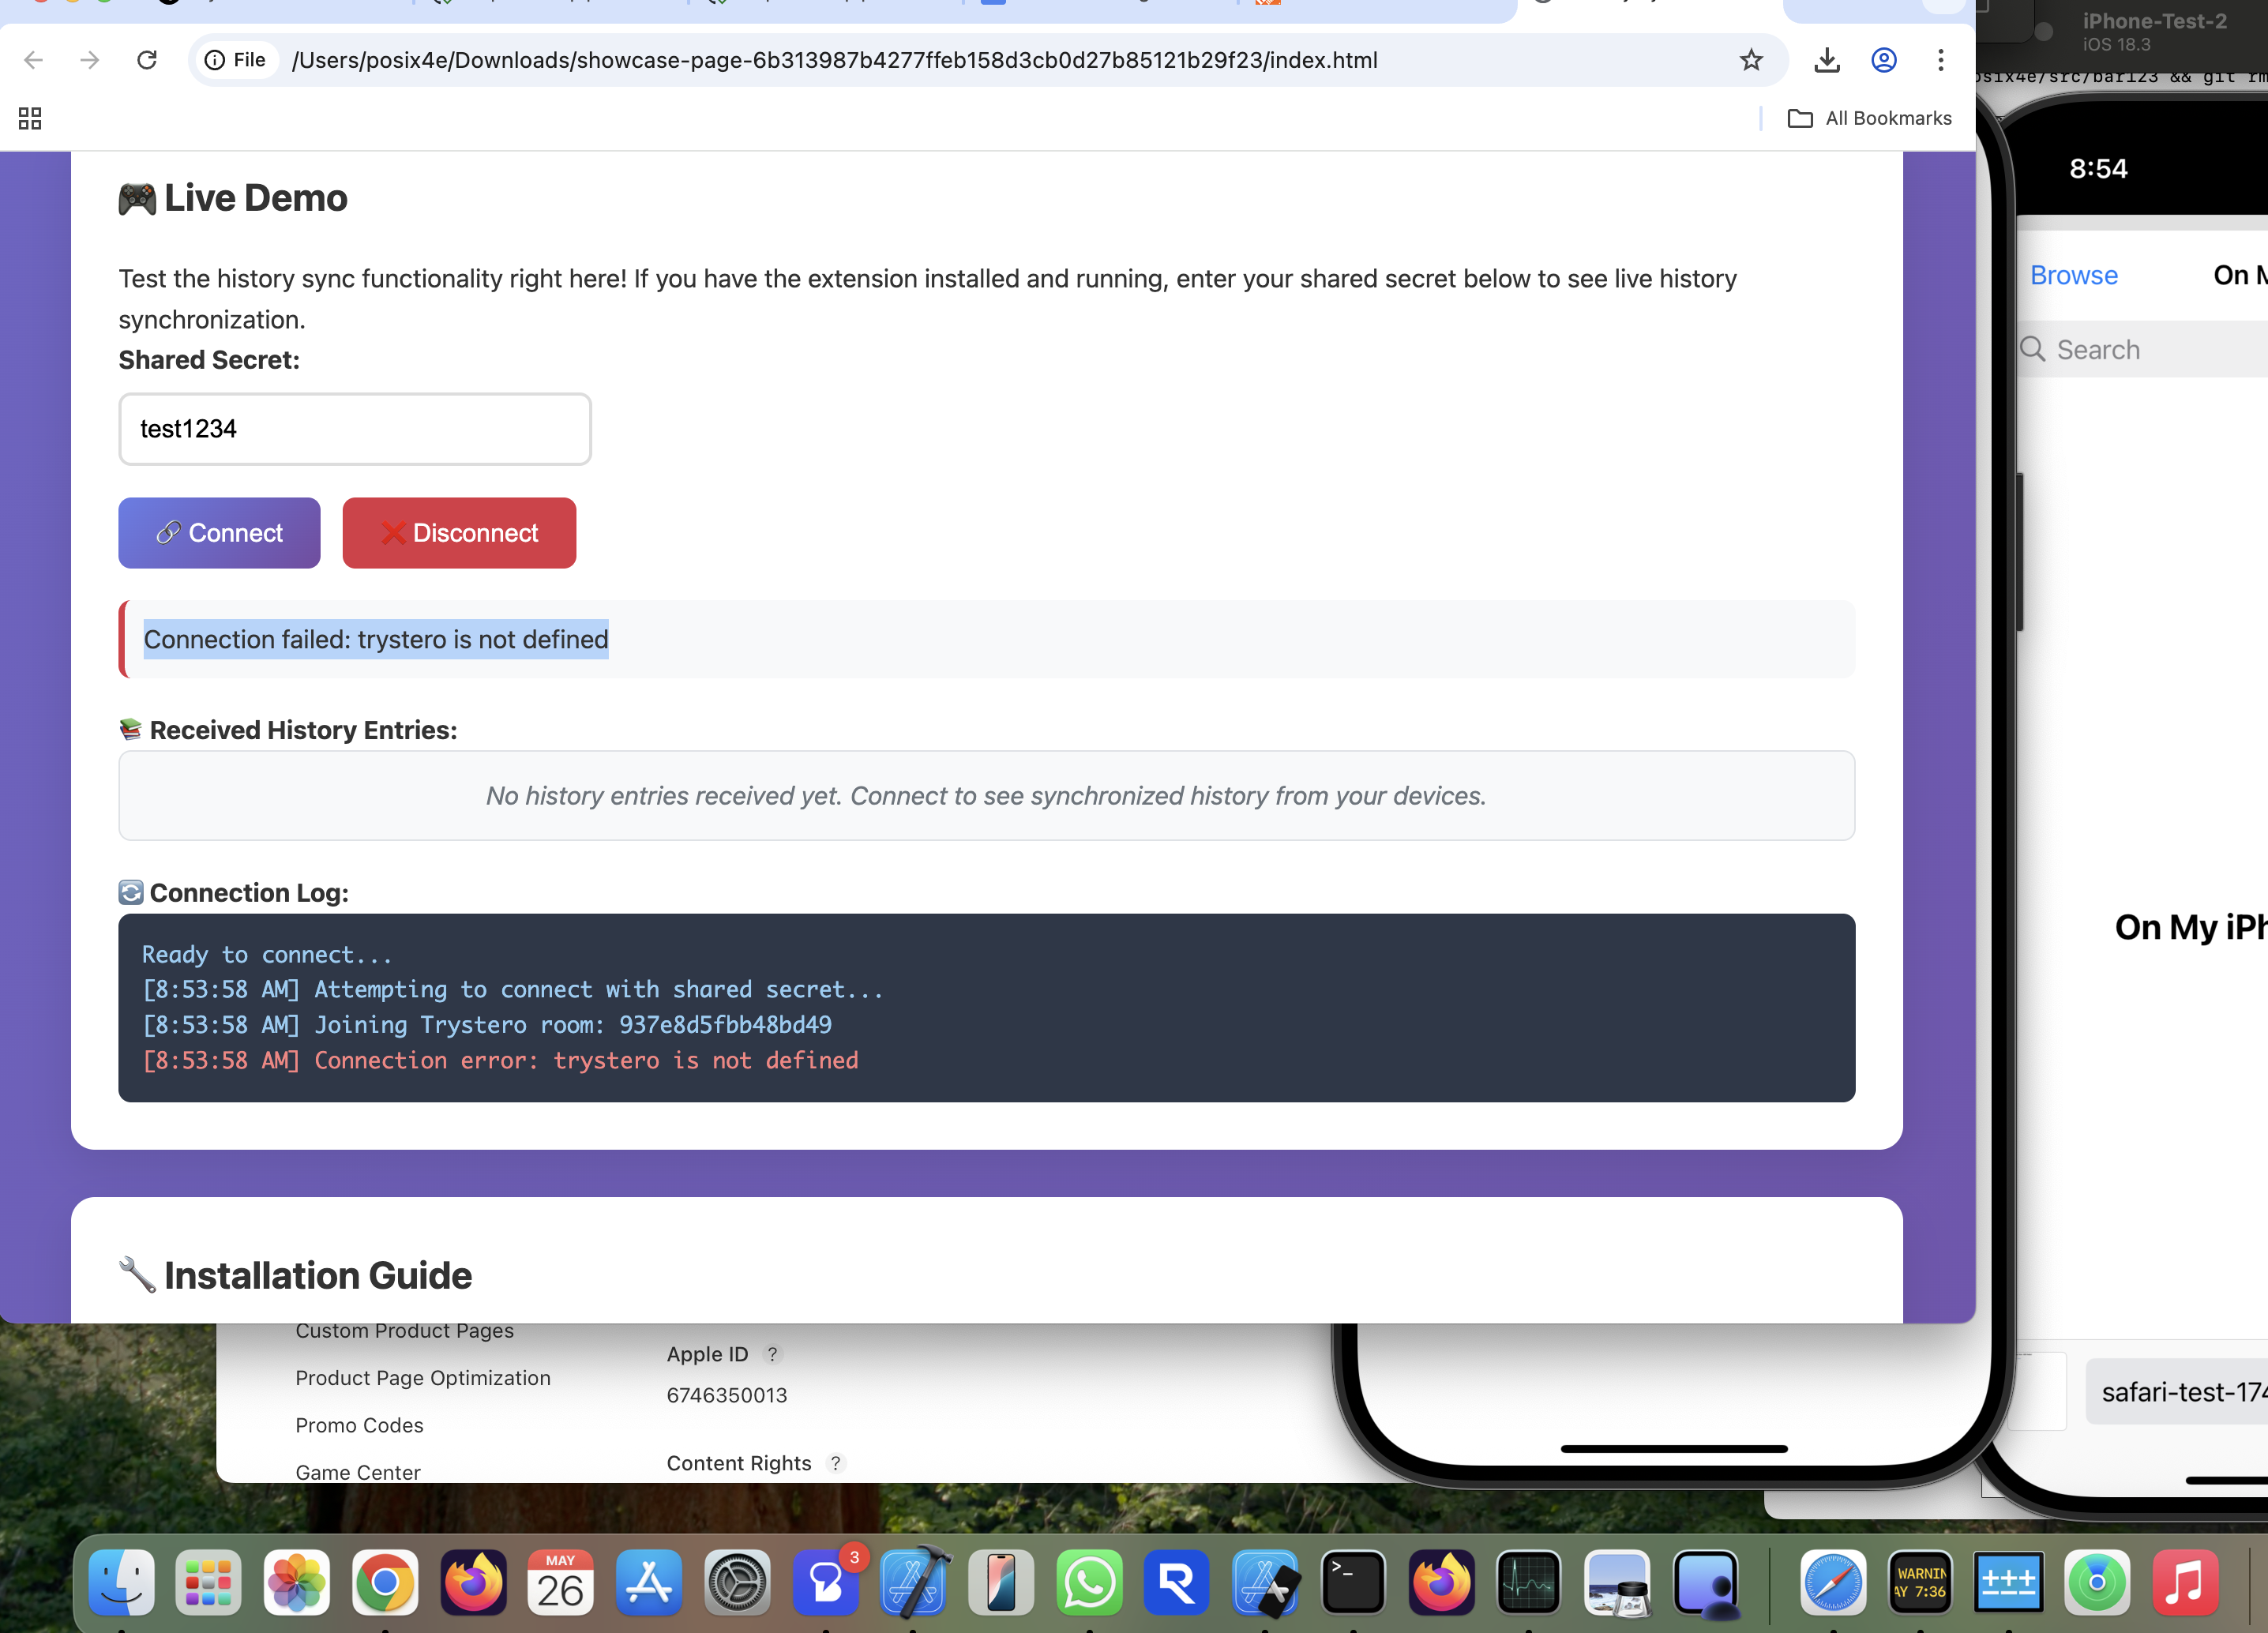 File
/Users/posix4e/Downloads/showcase-page-6b313987b4277ffeb158d3cb0d27b85121b29f23/index.html
All Bookmarks
Live Demo
Test the history sync functionality right here! If you have the extension installed and running, enter your shared secret below to see live history
synchronization.
Shared Secret:
test1234
Connect
Disconnect
Connection failed: trystero is not defined
Received History Entries:
No history entries received yet. Connect to see synchronized history from your devices.
Connection Log:
Ready to connect...
[8:53:58 AM] Attempting to connect with shared secret...
[8:53:58 AM] Joining Trystero room: 937e8d5fbb48bd49
[8:53:58 AM] Connection error: trystero is not defined
Installation Guide
Custom Product Pages
Product Page Optimization
Promo Codes
Game Center
Apple ID ?
6746350013
Content Rights ?
iPhone-Test-2
iOS 18.3
posix4e/src/bar123 && git rm
8:54
Browse
On M
Search
On My iPh
safari-test-174
MAY
26
3
WARNIN
AY 7:36